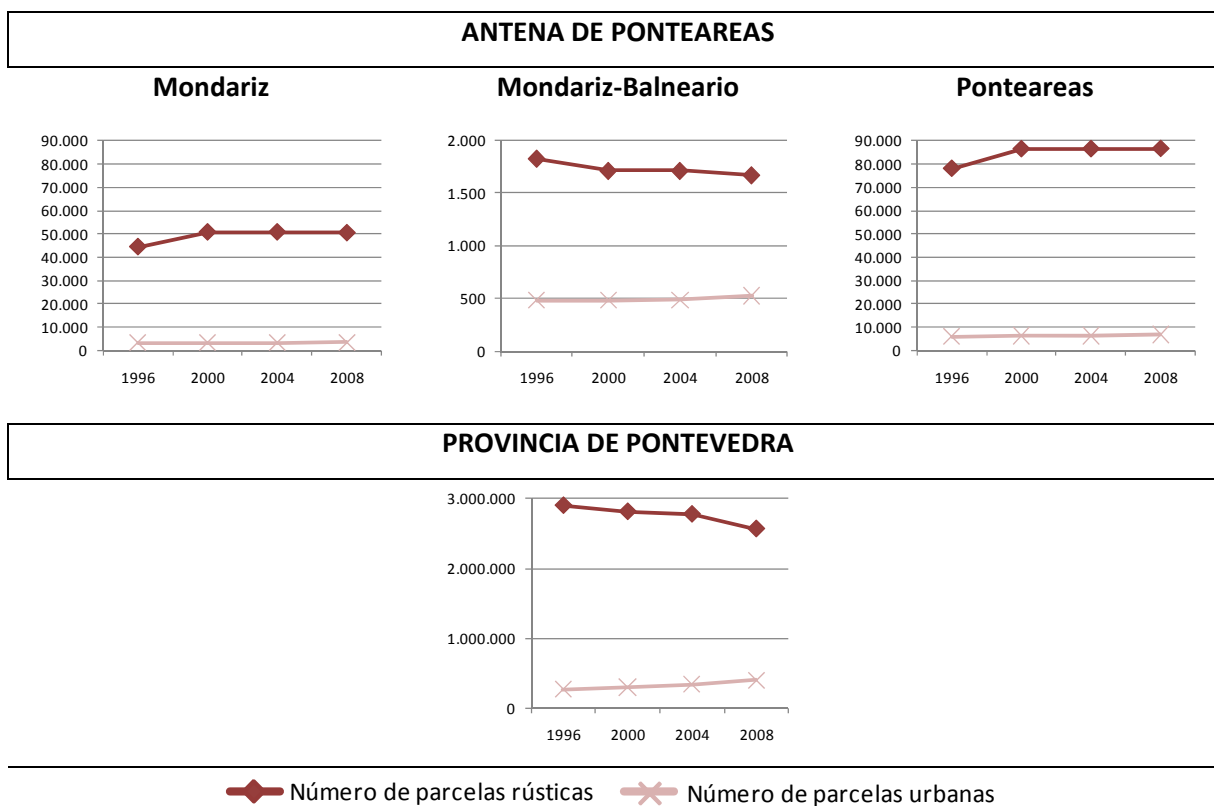 ANTENA DE PONTEAREAS
Mondariz
90.000
80.000
70.000
60.000
50.000
40.000
30.000
20.000
10.000
0
1996 2000 2004 2008
Mondariz-Balneario
2.000
1.500
1.000
500
0
1996 2000 2004 2008
Ponteareas
90.000
80.000
70.000
60.000
50.000
40.000
30.000
20.000
10.000
0
1996 2000 2004 2008
PROVINCIA DE PONTEVEDRA
3.000.000
2.000.000
1.000.000
0
1996 2000 2004 2008
Número de parcelas rústicas Número de parcelas urbanas